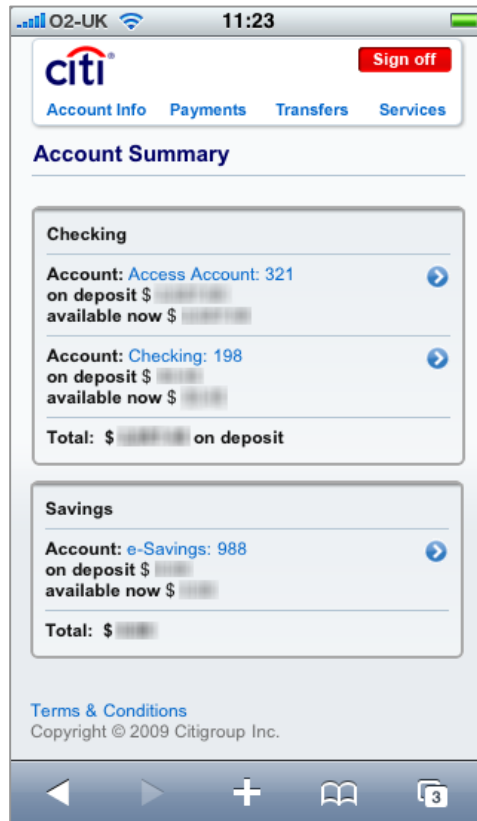 O2-UK 11:23
citi
Sign off
Account Info Payments Transfers Services
Account Summary
Checking
Account: Access Account: 321
on deposit $
available now $
Account: Checking: 198
on deposit $
available now $
Total: $ on deposit
Savings
Account: e-Savings: 988
on deposit $
available now $
Total: $
Terms & Conditions
Copyright © 2009 Citigroup Inc.
3